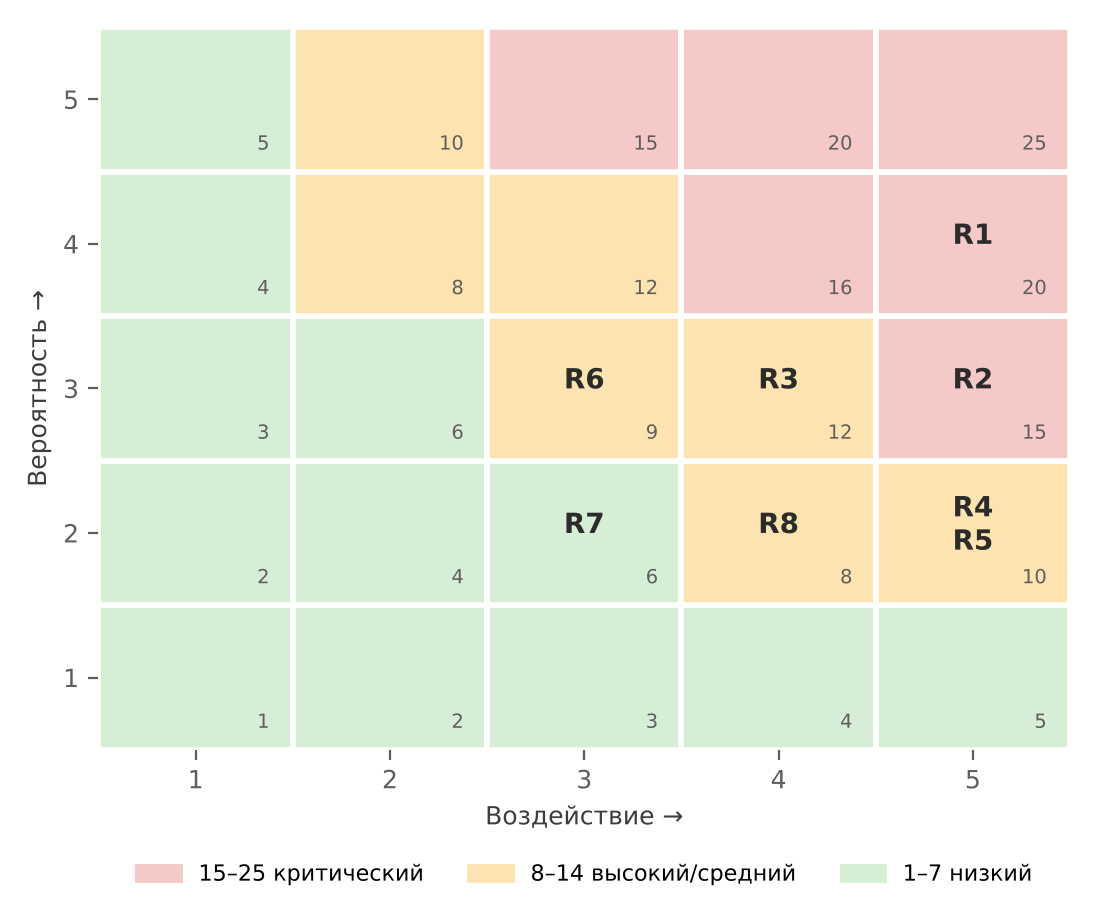 5
5
10
15
20
25
4
R1
4
8
12
16
20
Вероятность →
3
R6
R3
R2
3
6
9
12
15
2
R7
R8
R4
R5
2
4
6
8
10
1
1
2
3
4
5
1 2 3 4 5
Воздействие →
15–25 критический
8–14 высокий/средний
1–7 низкий